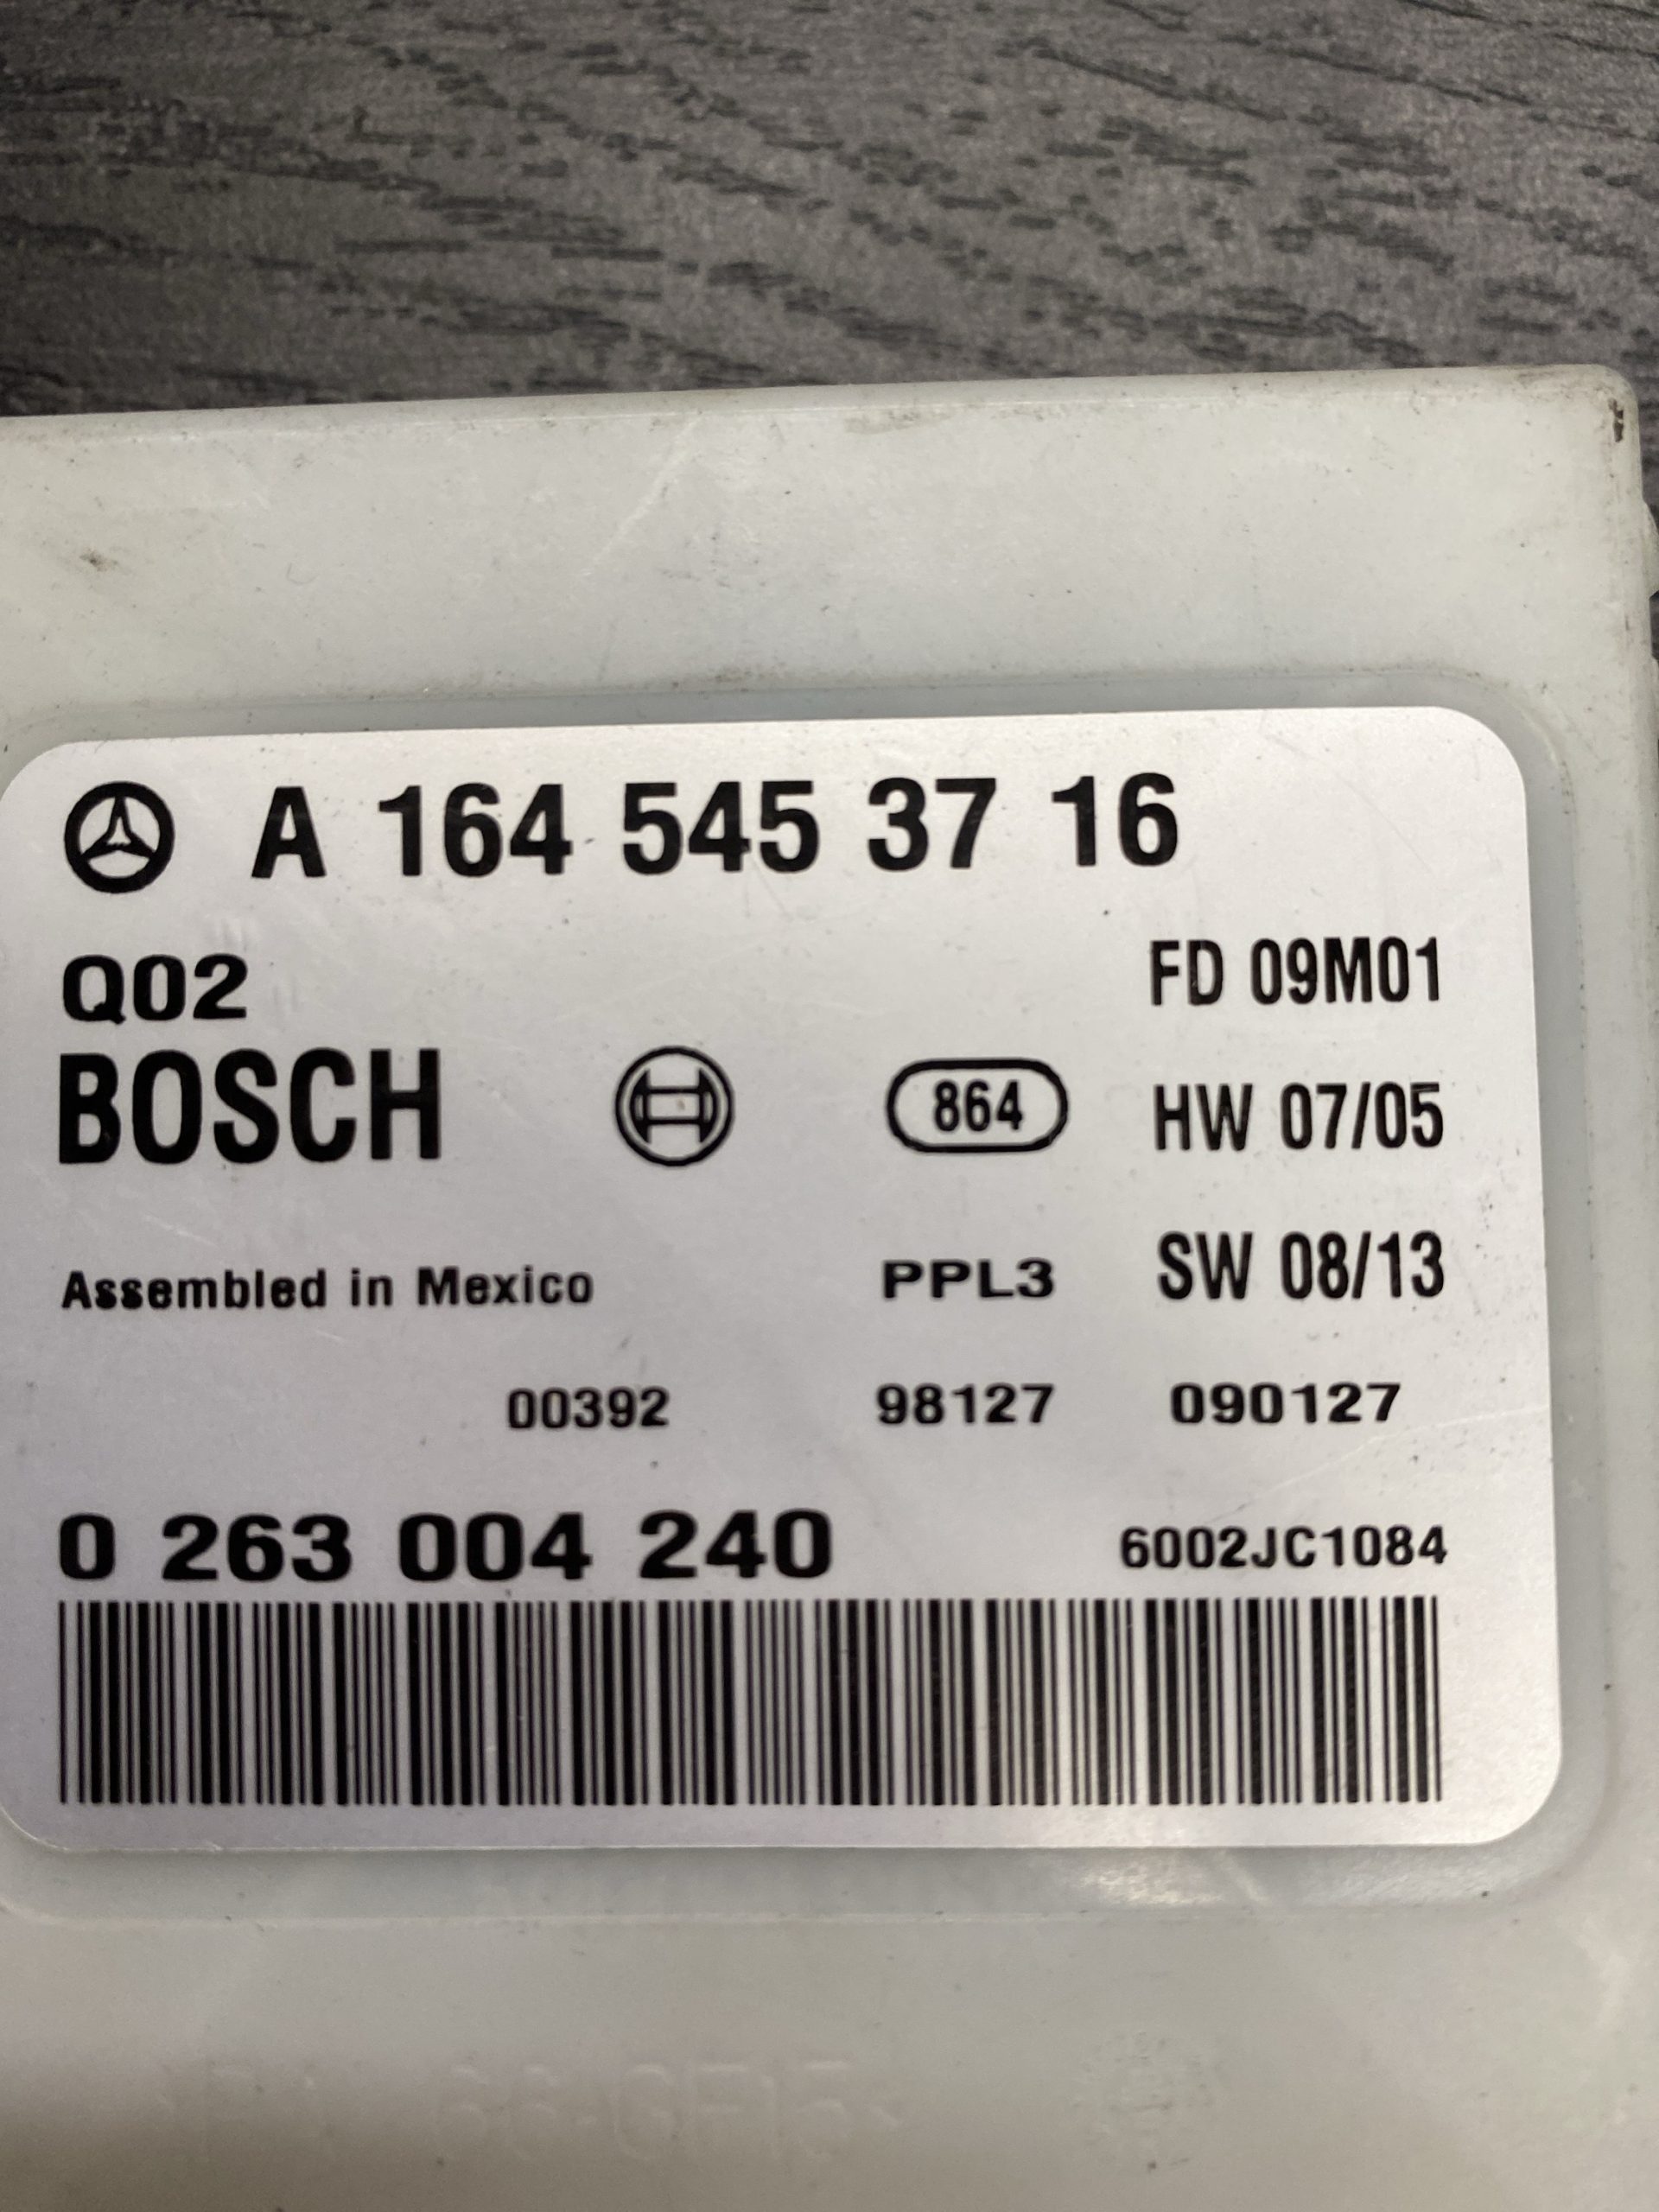 A 164 545 37 16
Q02
FD 09M01
BOSCH
864
HW 07/05
Assembled in Mexico
PPL3
SW 08/13
00392
98127
090127
0 263 004 240
6002JC1084